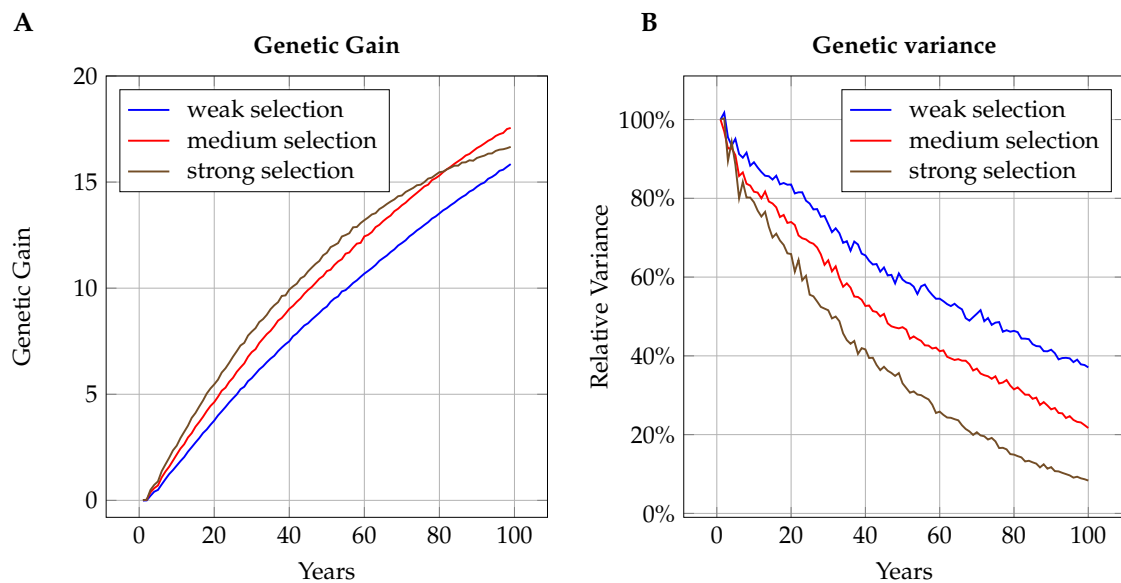 A
Genetic Gain
20
15
10
5
0
Genetic Gain
weak selection
medium selection
strong selection
0 20 40 60 80 100
Years
B
Genetic variance
100%
80%
60%
40%
20%
0%
Relative Variance
weak selection
medium selection
strong selection
0 20 40 60 80 100
Years